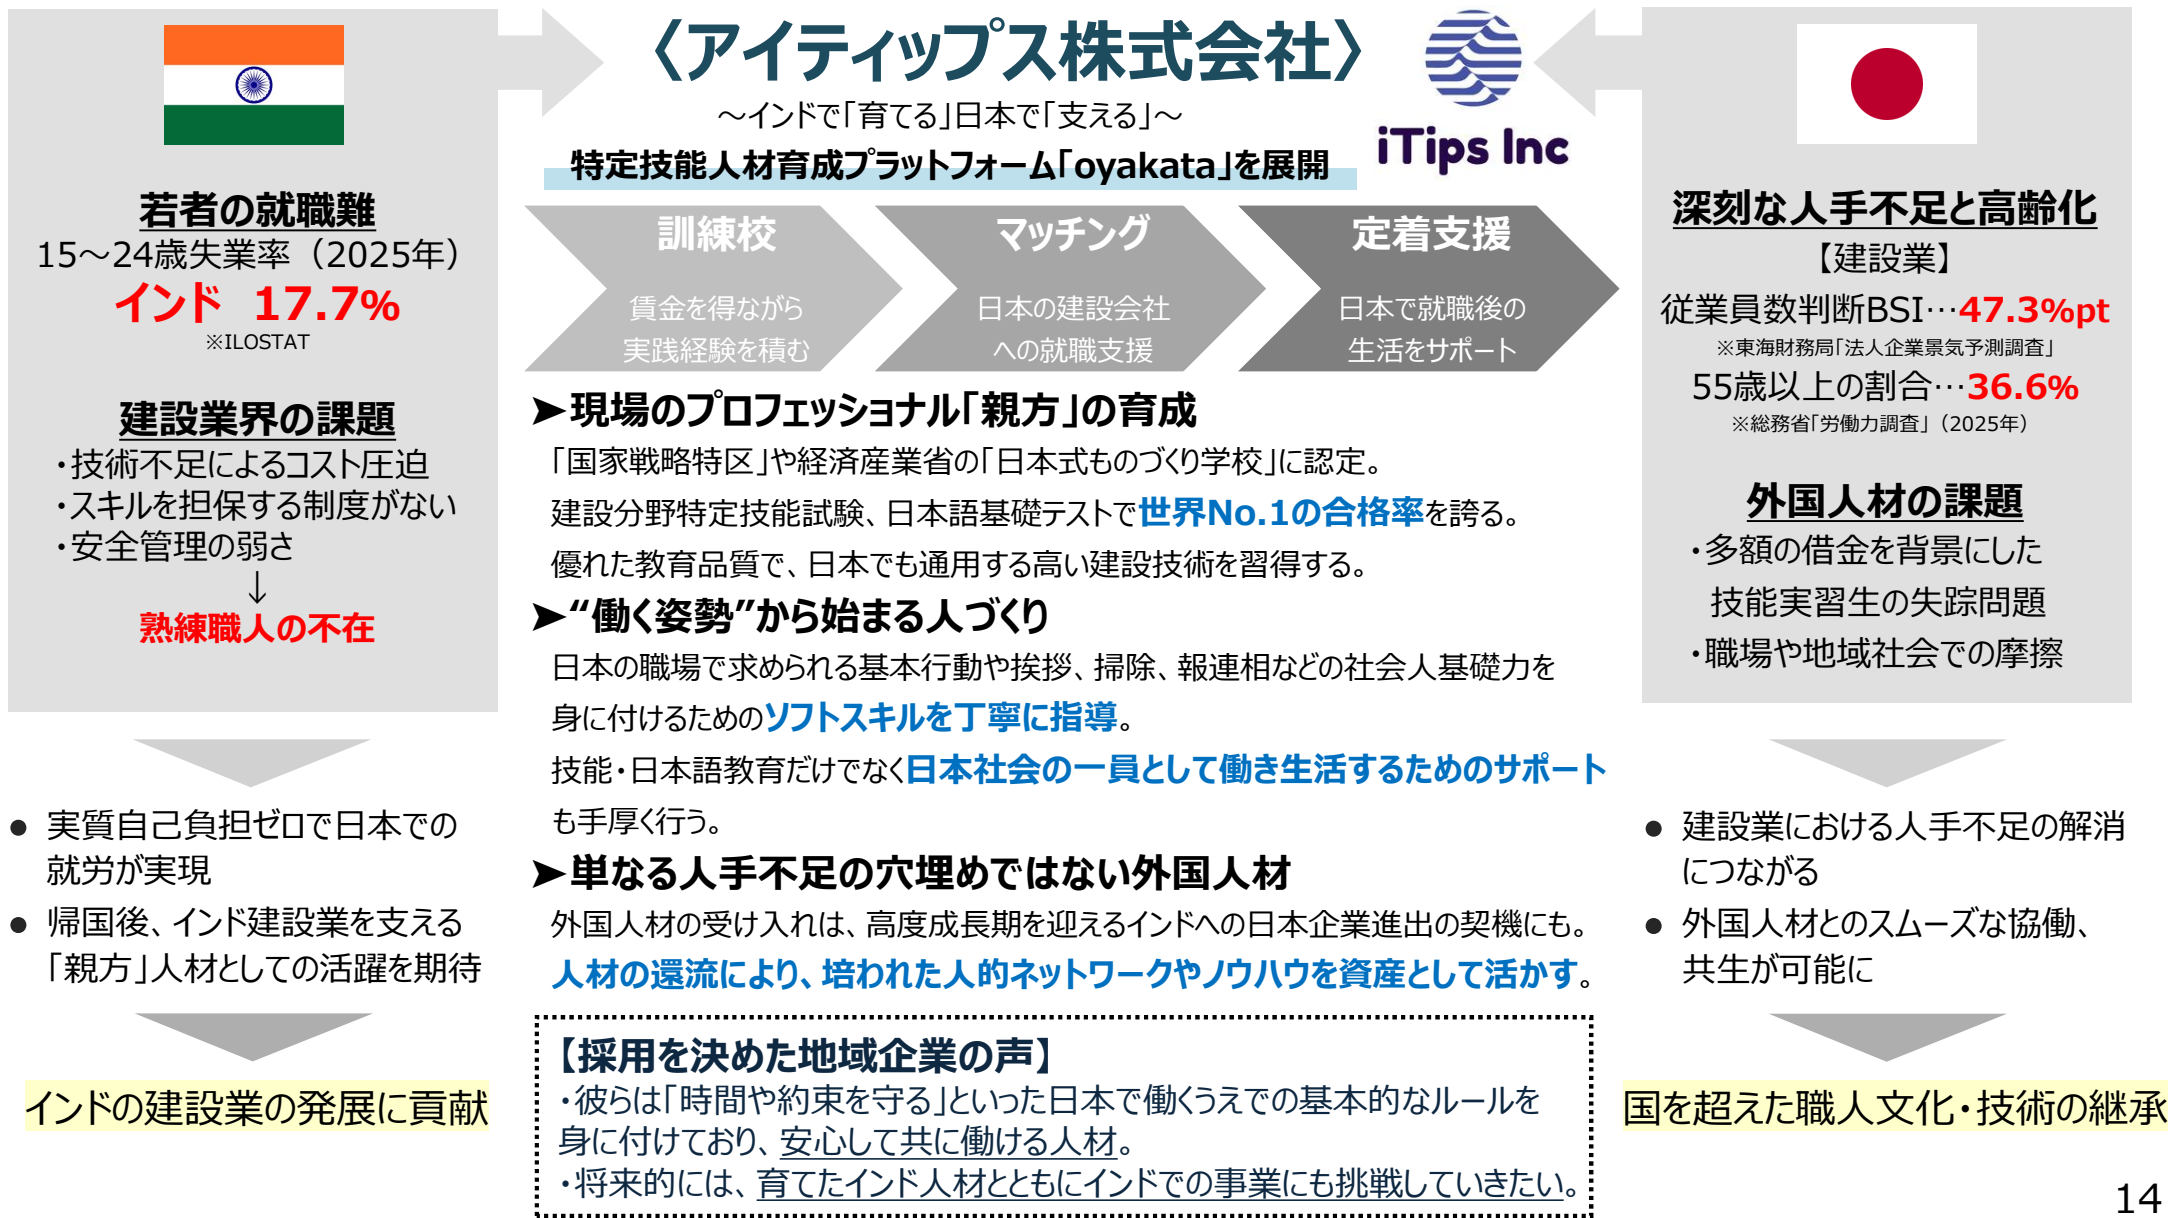 若者の就職難
15～24歳失業率（2025年）
インド 17.7%
※ILOSTAT
建設業界の課題
・技術不足によるコスト圧迫
・スキルを担保する制度がない
・安全管理の弱さ
↓
熟練職人の不在
● 実質自己負担ゼロで日本での
就労が実現
● 帰国後、インド建設業を支える
「親方」人材としての活躍を期待
インドの建設業の発展に貢献
〈アイティップス株式会社〉
iTips Inc
～インドで「育てる」日本で「支える」～
特定技能人材育成プラットフォーム「oyakata」を展開
訓練校
賃金を得ながら
実践経験を積む
マッチング
日本の建設会社
への就職支援
定着支援
日本で就職後の
生活をサポート
➤現場のプロフェッショナル「親方」の育成
「国家戦略特区」や経済産業省の「日本式ものづくり学校」に認定。
建設分野特定技能試験、日本語基礎テストで世界No.1の合格率を誇る。
優れた教育品質で、日本でも通用する高い建設技術を習得する。
➤“働く姿勢”から始まる人づくり
日本の職場で求められる基本行動や挨拶、掃除、報連相などの社会人基礎力を
身に付けるためのソフトスキルを丁寧に指導。
技能・日本語教育だけでなく日本社会の一員として働き生活するためのサポート
も手厚く行う。
➤単なる人手不足の穴埋めではない外国人材
外国人材の受け入れは、高度成長期を迎えるインドへの日本企業進出の契機にも。
人材の還流により、培われた人的ネットワークやノウハウを資産として活かす。
【採用を決めた地域企業の声】
・彼らは「時間や約束を守る」といった日本で働くうえでの基本的なルールを
身に付けており、安心して共に働ける人材。
・将来的には、育てたインド人材とともにインドでの事業にも挑戦していきたい。
深刻な人手不足と高齢化
【建設業】
従業員数判断BSI…47.3%pt
※東海財務局「法人企業景気予測調査」
55歳以上の割合…36.6%
※総務省「労働力調査」（2025年）
外国人材の課題
・多額の借金を背景にした
技能実習生の失踪問題
・職場や地域社会での摩擦
● 建設業における人手不足の解消
につながる
● 外国人材とのスムーズな協働、
共生が可能に
国を超えた職人文化・技術の継承
14